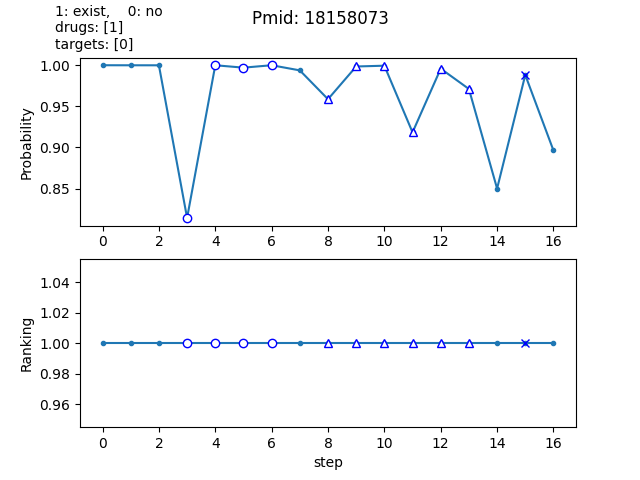 1: exist,    0: no
drugs: [1]
targets: [0]
Pmid: 18158073
1.00
0.95
0.90
0.85
Probability
0 2 4 6 8 10 12 14 16
1.04
1.02
1.00
0.98
0.96
Ranking
0 2 4 6 8 10 12 14 16
step